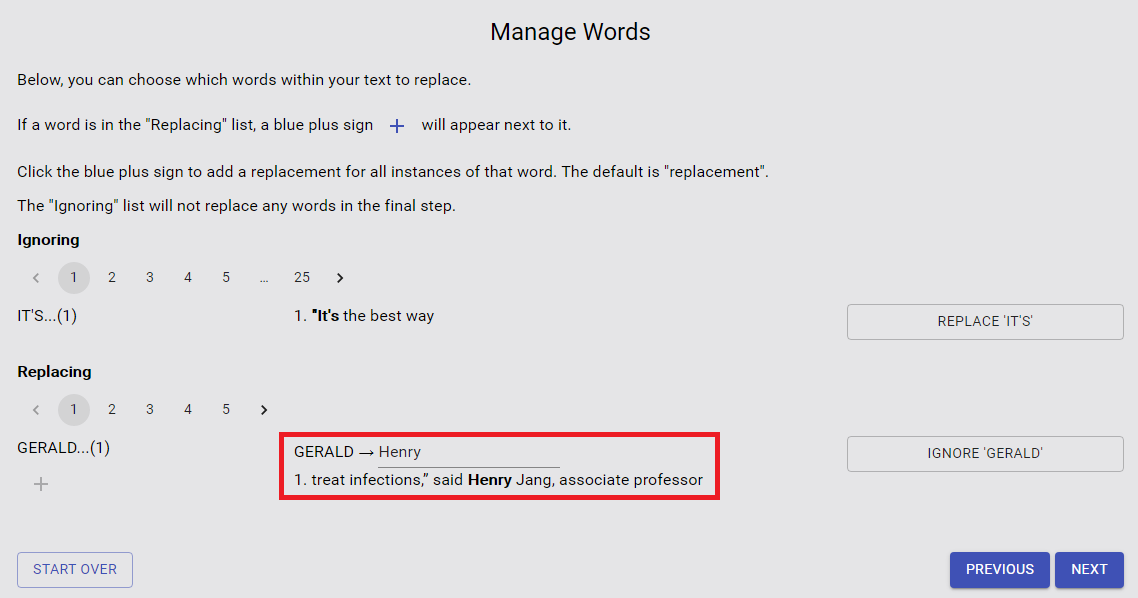 Manage Words
Below, you can choose which words within your text to replace.
If a word is in the "Replacing" list, a blue plus sign + will appear next to it.
Click the blue plus sign to add a replacement for all instances of that word. The default is "replacement".
The "Ignoring" list will not replace any words in the final step.
Ignoring
‹ 1 2 3 4 5 … 25 ›
IT'S...(1) 1. "It's the best way REPLACE 'IT'S'
Replacing
‹ 1 2 3 4 5 ›
GERALD...(1) GERALD → Henry IGNORE 'GERALD'
+ 1. treat infections,” said Henry Jang, associate professor
START OVER PREVIOUS NEXT